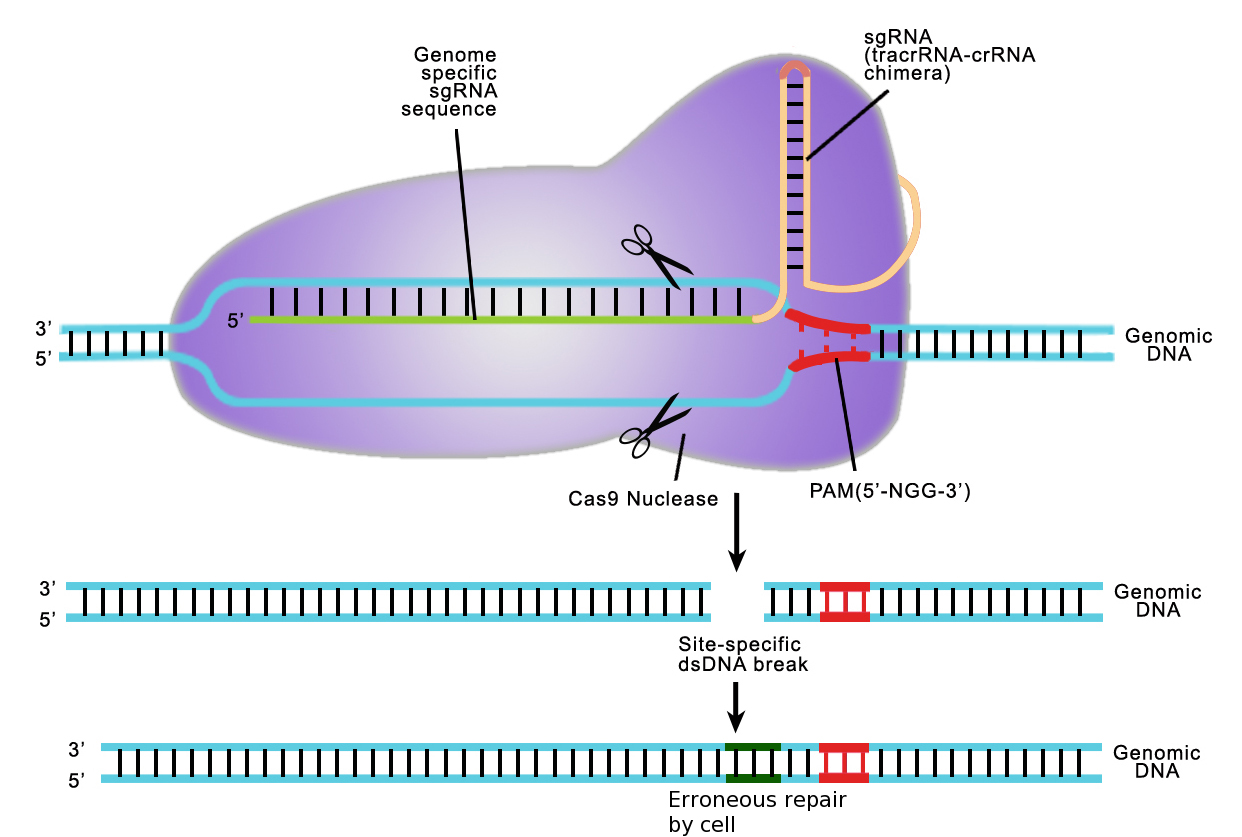 Genome
specific
sgRNA
sequence
sgRNA
(tracrRNA-crRNA
chimera)
5’
3’
5’
Genomic
DNA
Cas9 Nuclease
PAM(5’-NGG-3’)
3’
5’
Genomic
DNA
Site-specific
dsDNA break
3’
5’
Genomic
DNA
Erroneous repair
by cell